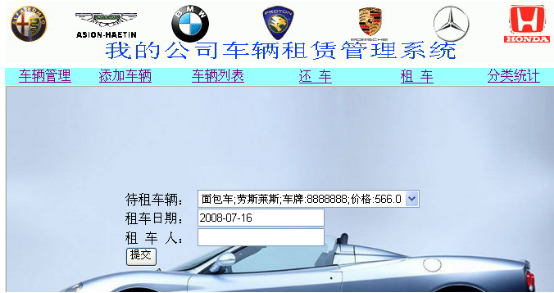 ASION-HAETIN
PROTON
PORSCHE
HONDA
我的公司车辆租赁管理系统
车辆管理 添加车辆 车辆列表 还 车 租 车 分类统计
待租车辆： 面包车;劳斯莱斯;车牌:8888888;价格:566.0
租车日期： 2008-07-16
租 车 人：
提交